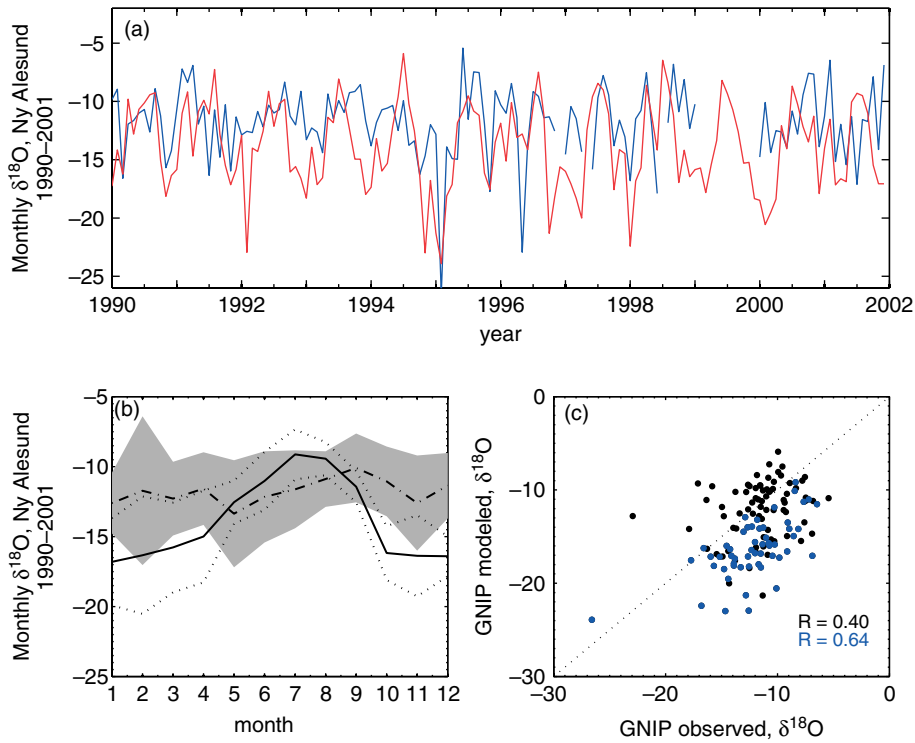 (a)
Monthly δ18O, Ny Alesund
1990–2001
−5
−10
−15
−20
−25
1990
1992
1994
1996
1998
2000
2002
year
(b)
Monthly δ18O, Ny Alesund
1990–2001
−5
−10
−15
−20
−25
1 2 3 4 5 6 7 8 9 10 11 12
month
(c)
GNIP modeled, δ18O
0
−10
−20
−30
R = 0.40
R = 0.64
−30
−20
−10
0
GNIP observed, δ18O